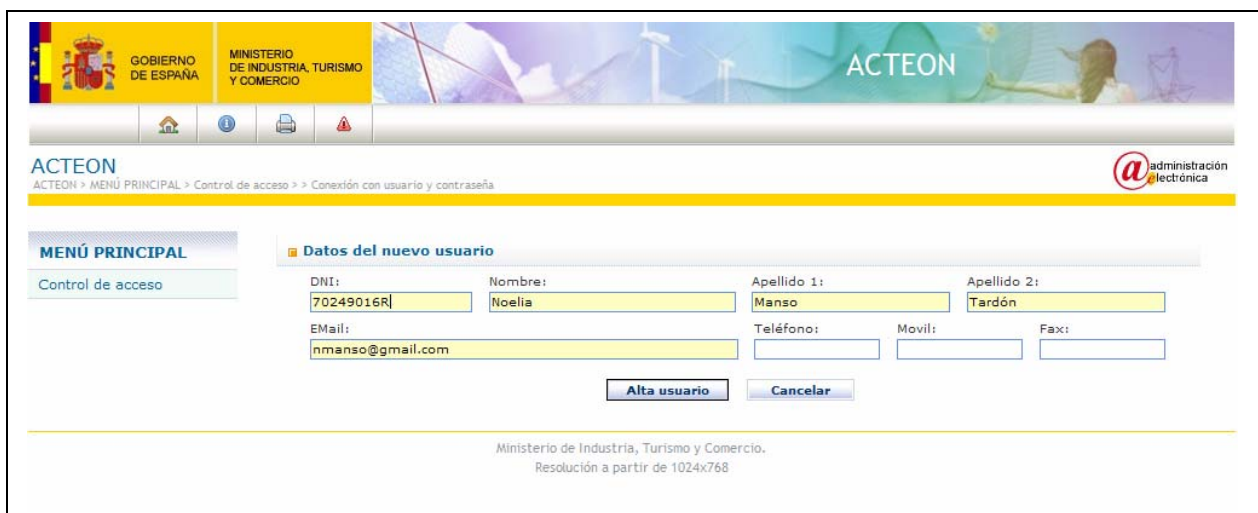 GOBIERNO
DE ESPAÑA
MINISTERIO
DE INDUSTRIA, TURISMO
Y COMERCIO
ACTEON
ACTEON
ACTEON > MENÚ PRINCIPAL > Control de acceso > > Conexión con usuario y contraseña
administración
electrónica
MENÚ PRINCIPAL
Control de acceso
Datos del nuevo usuario
DNI: Nombre: Apellido 1: Apellido 2:
70249016R Noelia Manso Tardón
EMail: Teléfono: Movil: Fax:
nmanso@gmail.com
Alta usuario Cancelar
Ministerio de Industria, Turismo y Comercio.
Resolución a partir de 1024x768